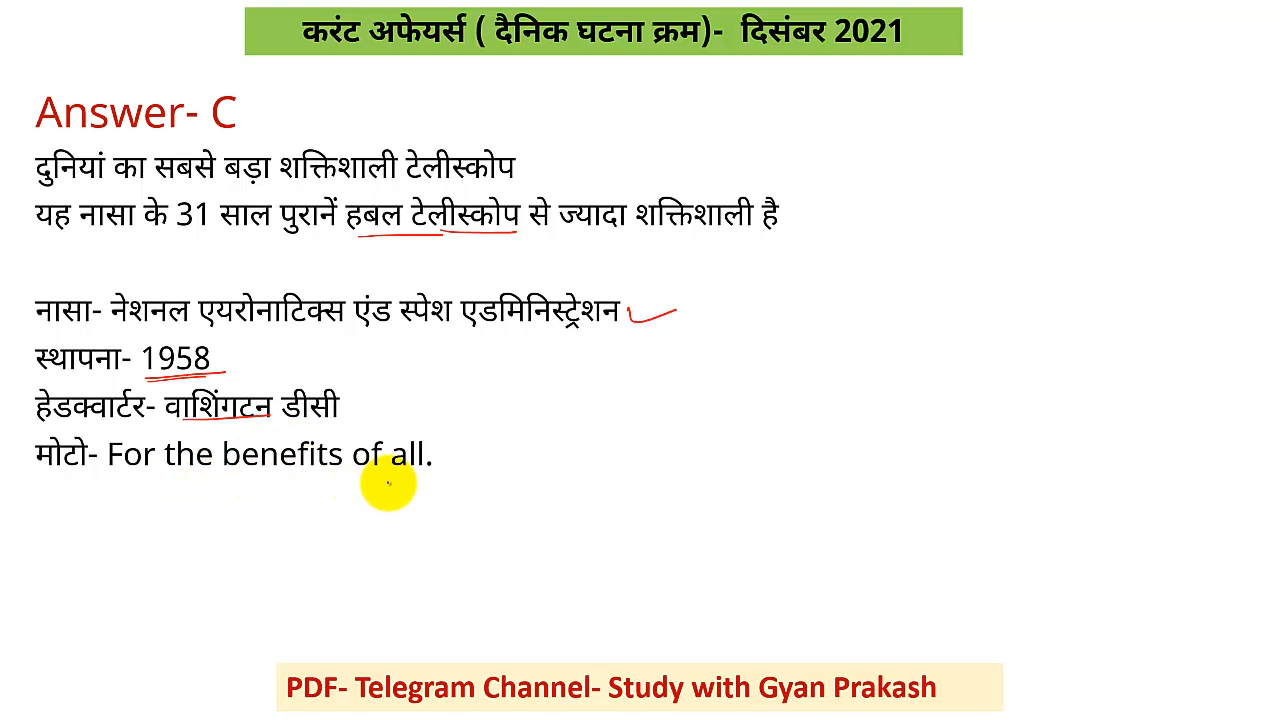 करंट अफेयर्स ( दैनिक घटना क्रम)- दिसंबर 2021
Answer- C
दुनियां का सबसे बड़ा शक्तिशाली टेलीस्कोप
यह नासा के 31 साल पुरानें हबल टेलीस्कोप से ज्यादा शक्तिशाली है
नासा- नेशनल एयरोनाटिक्स एंड स्पेश एडमिनिस्ट्रेशन
स्थापना- 1958
हेडक्वार्टर- वाशिंगटन डीसी
मोटो- For the benefits of all.
PDF- Telegram Channel- Study with Gyan Prakash